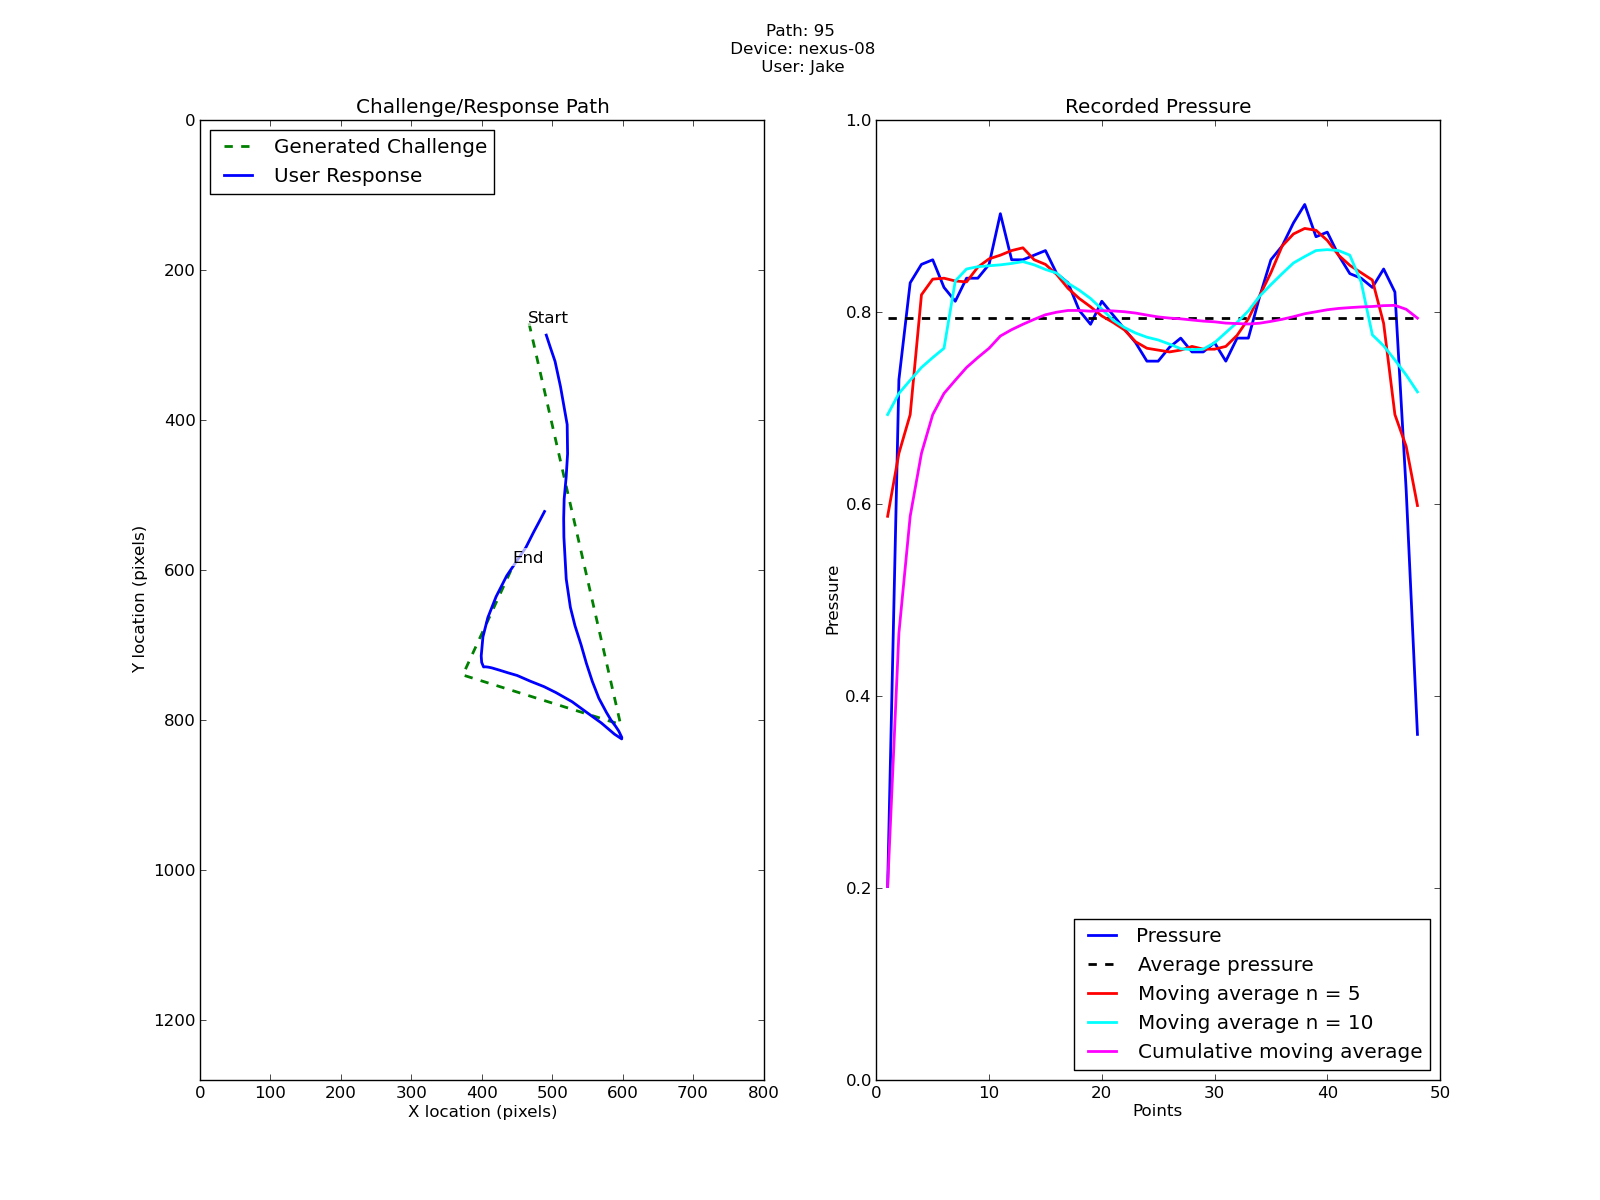 Path: 95
Device: nexus-08
User: Jake
Challenge/Response Path
Generated Challenge
User Response
Start
End
0
200
400
600
800
1000
1200
Y location (pixels)
0 100 200 300 400 500 600 700 800
X location (pixels)
Recorded Pressure
1.0
0.8
0.6
0.4
0.2
0.0
Pressure
Pressure
Average pressure
Moving average n = 5
Moving average n = 10
Cumulative moving average
0 10 20 30 40 50
Points